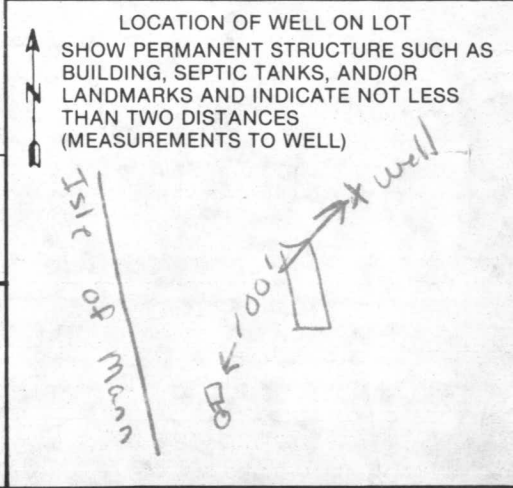 LOCATION OF WELL ON LOT
SHOW PERMANENT STRUCTURE SUCH AS
BUILDING, SEPTIC TANKS, AND/OR
N LANDMARKS AND INDICATE NOT LESS
THAN TWO DISTANCES
(MEASUREMENTS TO WELL)
X Well
Isle of Mann
100'